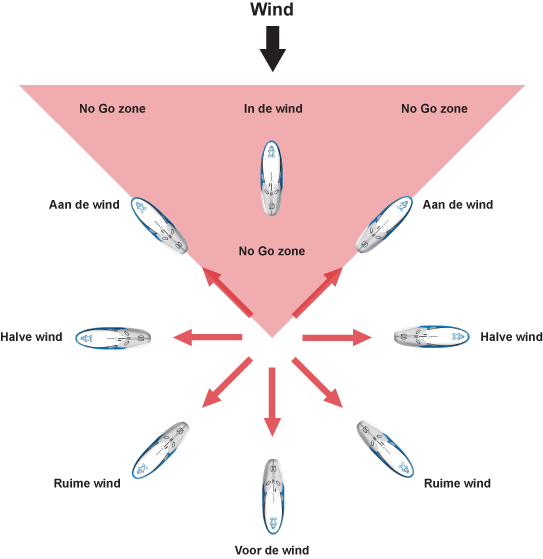 Wind
No Go zone
In de wind
No Go zone
Aan de wind
Aan de wind
No Go zone
Halve wind
Halve wind
Ruime wind
Ruime wind
Voor de wind